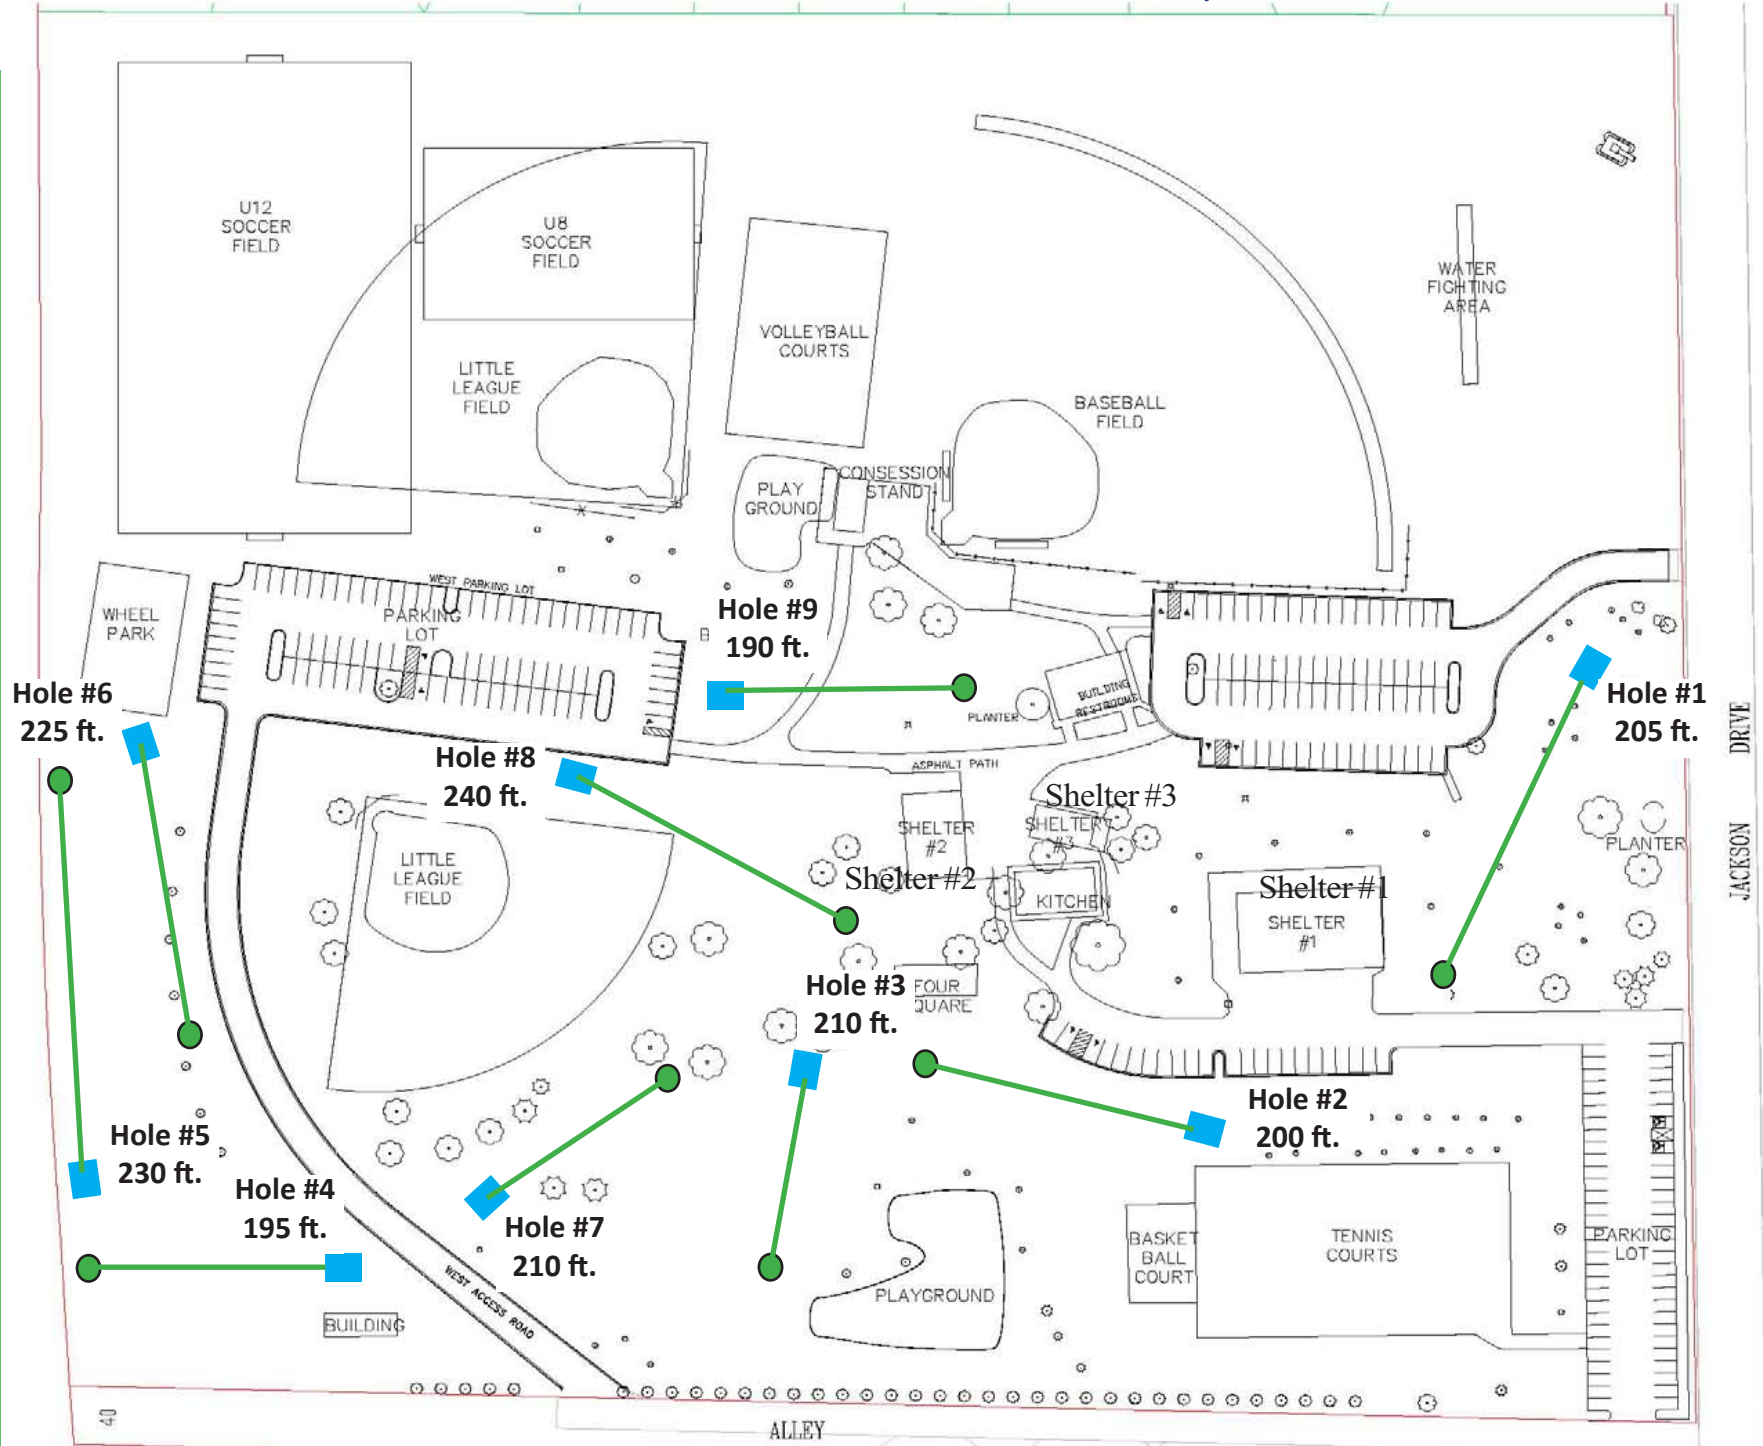 U12
SOCCER
FIELD
U8
SOCCER
FIELD
WATER
FIGHTING
AREA
VOLLEYBALL
COURTS
LITTLE
LEAGUE
FIELD
BASEBALL
FIELD
CONSESSION
STAND
PLAY
GROUND
WEST PARKING LOT
PARKING
LOT
WHEEL
PARK
Hole #9
190 ft.
Hole #6
225 ft.
Hole #1
205 ft.
BUILDING
RESTROOMS
PLANTER
JACKSON DRIVE
Hole #8
240 ft.
ASPHALT PATH
Shelter #3
SHELTER
#3
SHELTER
#2
Shelter #2
PLANTER
LITTLE
LEAGUE
FIELD
KITCHEN
Shelter #1
SHELTER
#1
Hole #3
210 ft.
FOUR
QUARE
Hole #2
200 ft.
Hole #5
230 ft.
Hole #4
195 ft.
Hole #7
210 ft.
BASKET
BALL
COURT
TENNIS
COURTS
PARKING
LOT
WEST ACCESS ROAD
PLAYGROUND
BUILDING
40
ALLEY